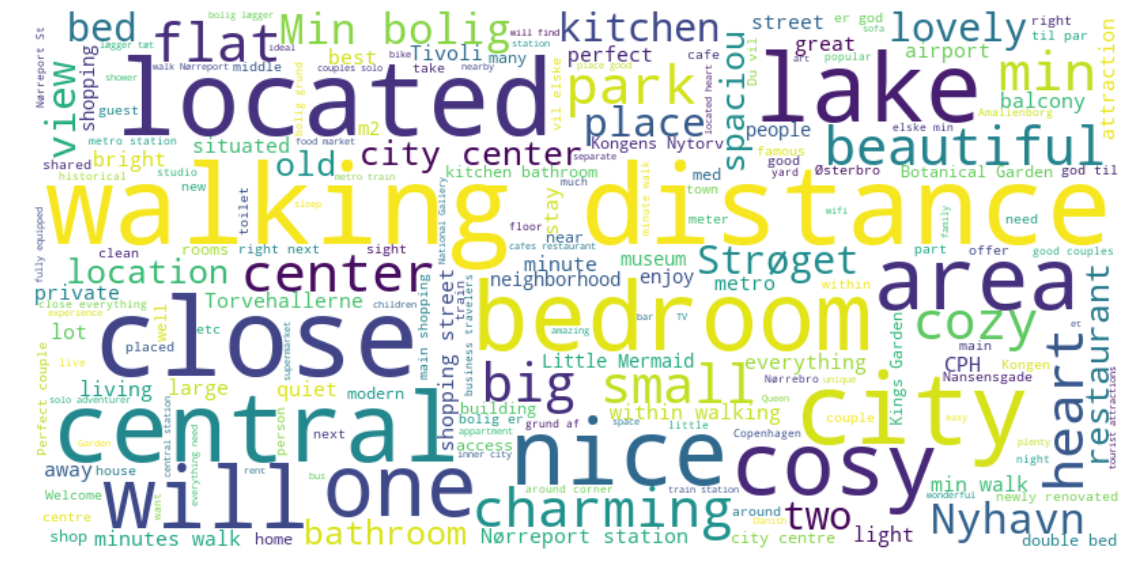 bolig lægger
bed
flat
Min bolig
will find
kitchen
street
er god
lovely
right
til par
Nørreport St
shopping
lægger tæt
ideal
best
Tivoli
station
many
perfect
cafe
sofa
great
airport
min
attraction
view
shower
walk Nørreport
middle
bike
couples solo
take
nearby
place good
art
popular
located
park
lake
balcony
guest
bolig grund
m2
vil elske
place
located heart
spaciou
Du vil
people
Amalienborg
metro station
situated
food market
Kongens Nytorv
famous
elske min
beautiful
shared
bright
old
city center
separate
good
yard
Østerbro
Botanical Garden
god til
historical
studio
new
kitchen bathroom
much
med
town
walking distance
toilet
sleep
National Gallery
stay
minute walk
meter
wifi
family
need
fully equipped
clean
rooms
right next
sight
floor
cafes restaurant
near
museum
Strøget
part
offer
good couples
location
center
minute
neighborhood
enjoy
metro
within
area
private
close everything
experience
Torvehallerne
children
shopping street
train
business travelers
bar
TV
amazing
bedroom
Kings Garden
cozy
et
heart
restaurant
lot
well
etc
close
supermarket
main shopping
main
placed
live
Little Mermaid
everything
CPH
Kongen
Perfect couple
living
large
quiet
modern
big
small
Nørrebro
unique
Nansensgade
tourist attractions
solo adventurer
central
person
building
within walking
Queen
couple
city
easy
bolig er
grund af
space
little
appartment
Garden
central station
everything need
next
access
inner city
nice
Copenhagen
cosy
plenty
away
house
rent
bus
around corner
train station
night
min walk
Welcome
want
will
one
charming
around
two
wonderful
newly renovated
centre
Danish
Nyhavn
shop
minutes walk
home
bathroom
Nørreport station
city centre
light
double bed